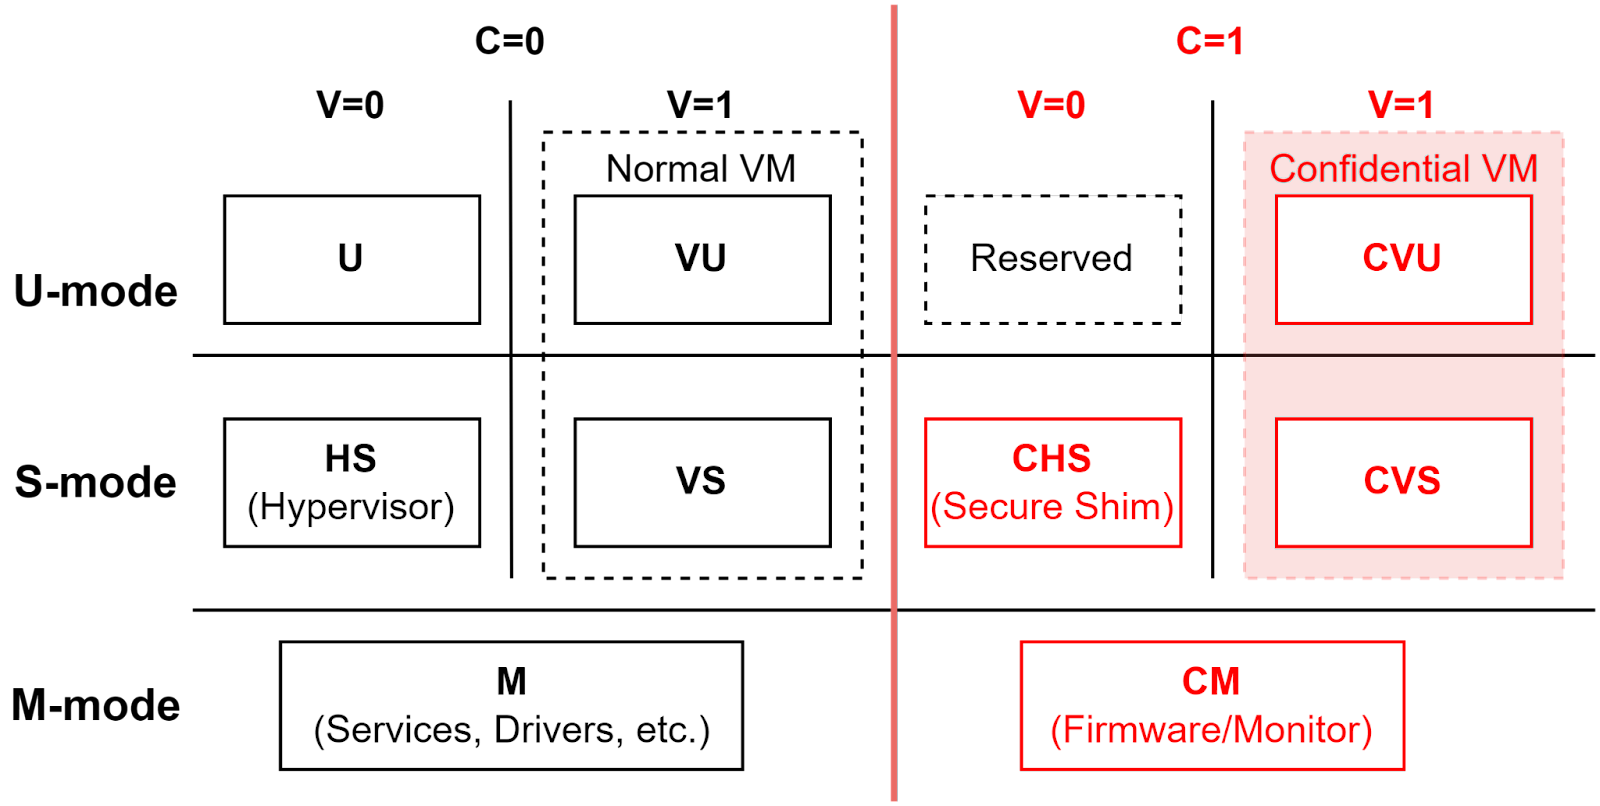 C=0
C=1
V=0
V=1
V=0
V=1
Normal VM
Confidential VM
U-mode
U
VU
Reserved
CVU
S-mode
HS
(Hypervisor)
VS
CHS
(Secure Shim)
CVS
M-mode
M
(Services, Drivers, etc.)
CM
(Firmware/Monitor)